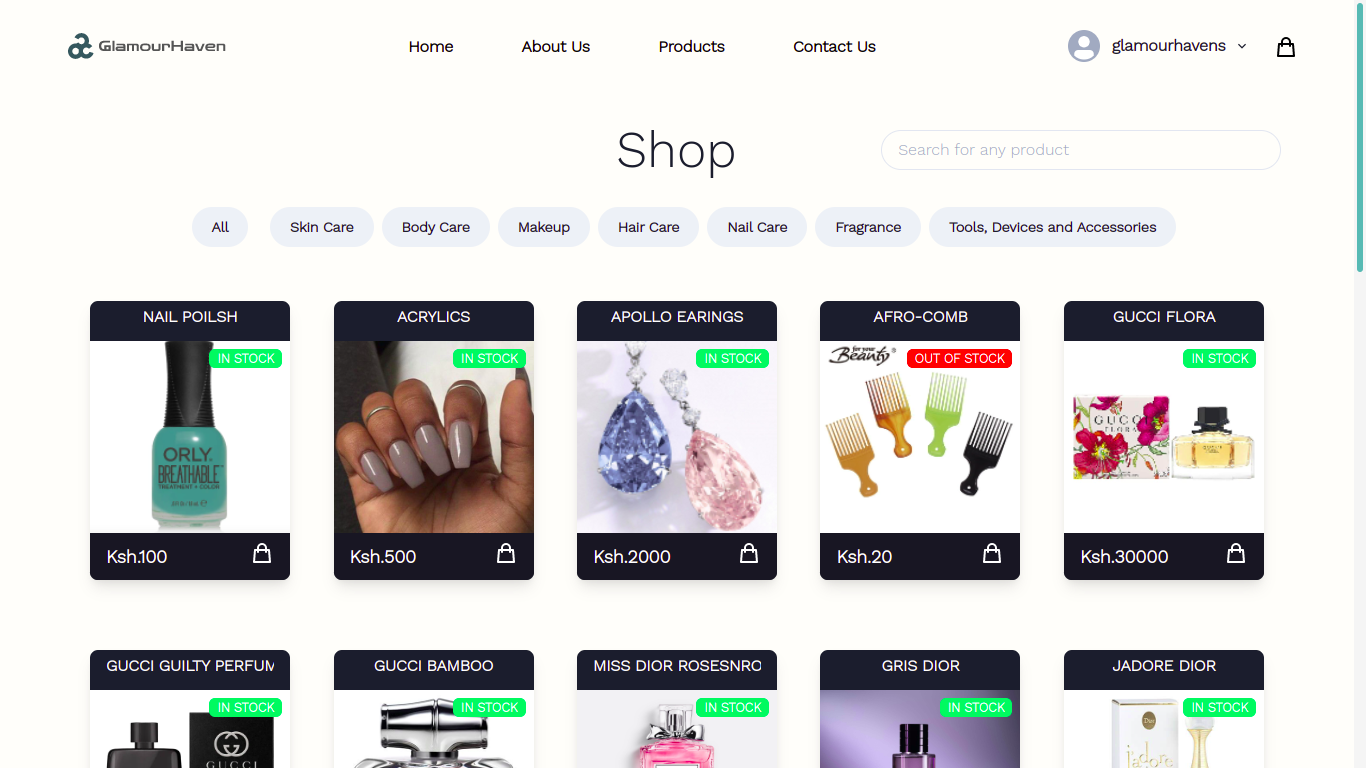 GlamourHaven
Home
About Us
Products
Contact Us
glamourhavens
Shop
Search for any product
All
Skin Care
Body Care
Makeup
Hair Care
Nail Care
Fragrance
Tools, Devices and Accessories
NAIL POILSH
IN STOCK
ORLY
BREATHABLE
TREATMENT + COLOR
Ksh.100
ACRYLICS
IN STOCK
Ksh.500
APOLLO EARINGS
IN STOCK
Ksh.2000
AFRO-COMB
for your
Beauty
OUT OF STOCK
Ksh.20
GUCCI FLORA
IN STOCK
GUCCI
FLORA
Ksh.30000
GUCCI GUILTY PERFUM
IN STOCK
GUCCI
GUCCI BAMBOO
IN STOCK
MISS DIOR ROSESNRO
IN STOCK
GRIS DIOR
IN STOCK
JADORE DIOR
IN STOCK
Dior
j'adore